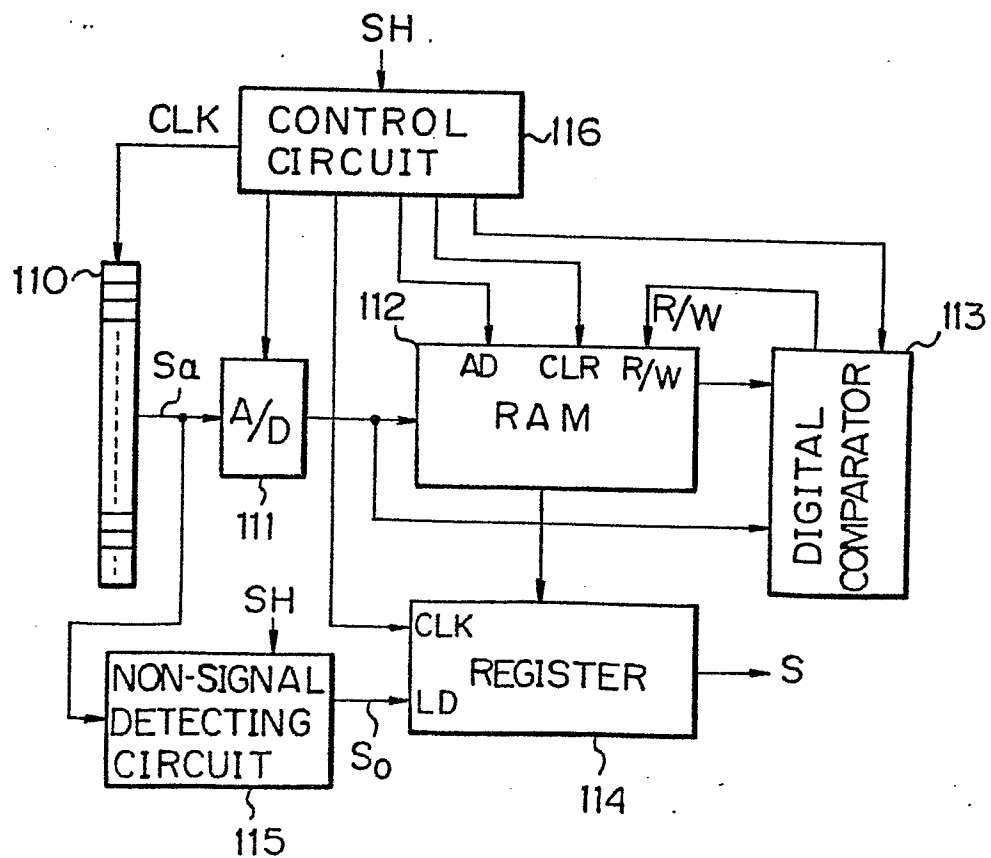 SH
CLK
CONTROL
CIRCUIT
116
110
112
R/W
113
Sa
A/D
AD CLR R/W
RAM
DIGITAL
COMPARATOR
111
SH
CLK
NON-SIGNAL
DETECTING
CIRCUIT
REGISTER
S
LD
So
115
114